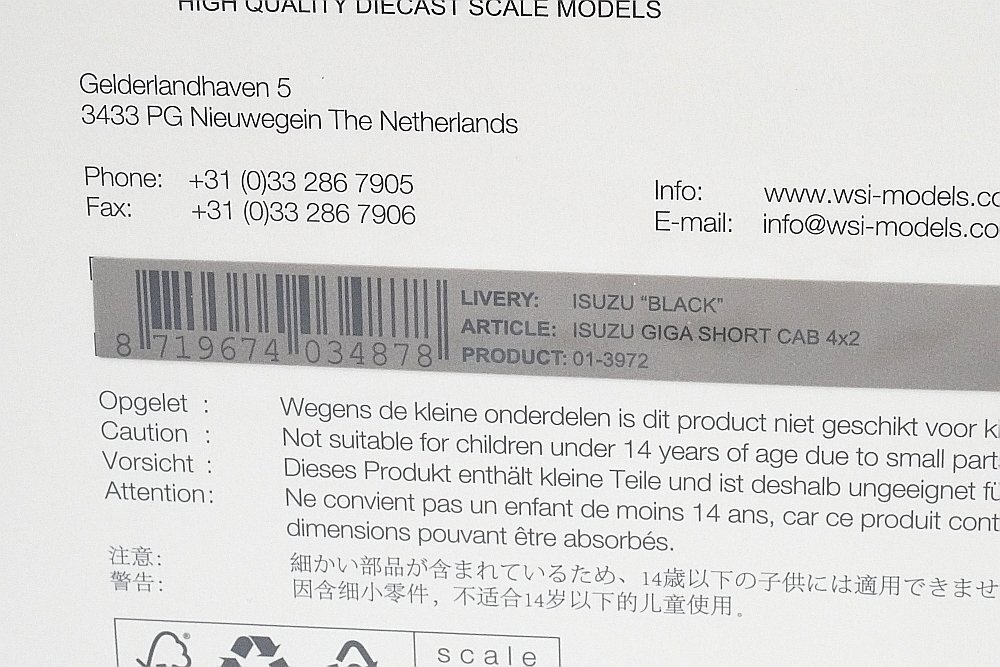 HIGH QUALITY DIECAST SCALE MODELS
Gelderlandhaven 5
3433 PG Nieuwegein The Netherlands
Phone: +31 (0)33 286 7905
Fax: +31 (0)33 286 7906
Info: www.wsi-models.co
E-mail: info@wsi-models.co
LIVERY: ISUZU "BLACK"
ARTICLE: ISUZU GIGA SHORT CAB 4x2
PRODUCT: 01-3972
8 719674 034878
Opgelet : Wegens de kleine onderdelen is dit product niet geschikt voor ki
Caution : Not suitable for children under 14 years of age due to small part
Vorsicht : Dieses Produkt enthält kleine Teile und ist deshalb ungeeignet fü
Attention: Ne convient pas un enfant de moins 14 ans, car ce produit cont
dimensions pouvant être absorbés.
注意: 細かい部品が含まれているため、14歳以下の子供には適用できませ
警告: 因含细小零件，不适合14岁以下的儿童使用。
scale